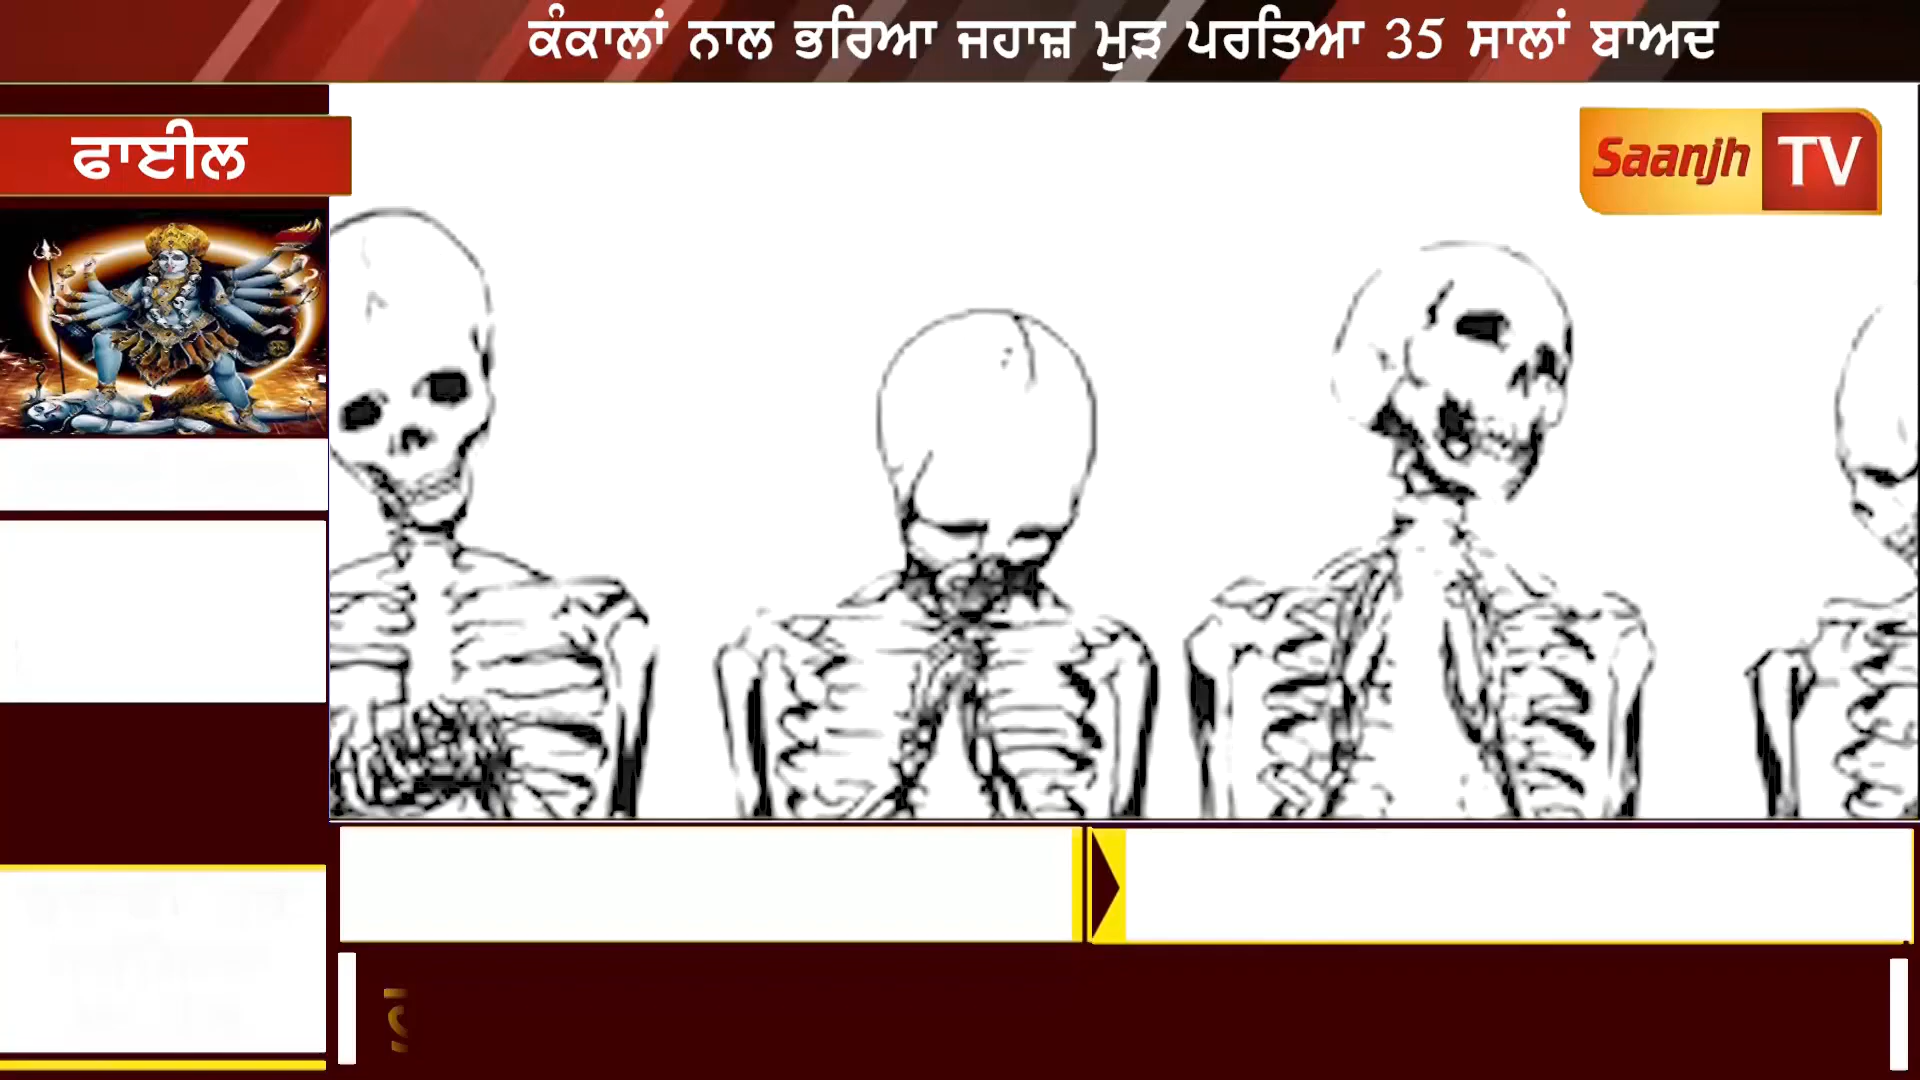 ਕੰਕਾਲਾਂ ਨਾਲ ਭਰਿਆ ਜਹਾਜ਼ ਮੁੜ ਪਰਤਿਆ 35 ਸਾਲਾਂ ਬਾਅਦ
ਫਾਈਲ
Saanjh TV